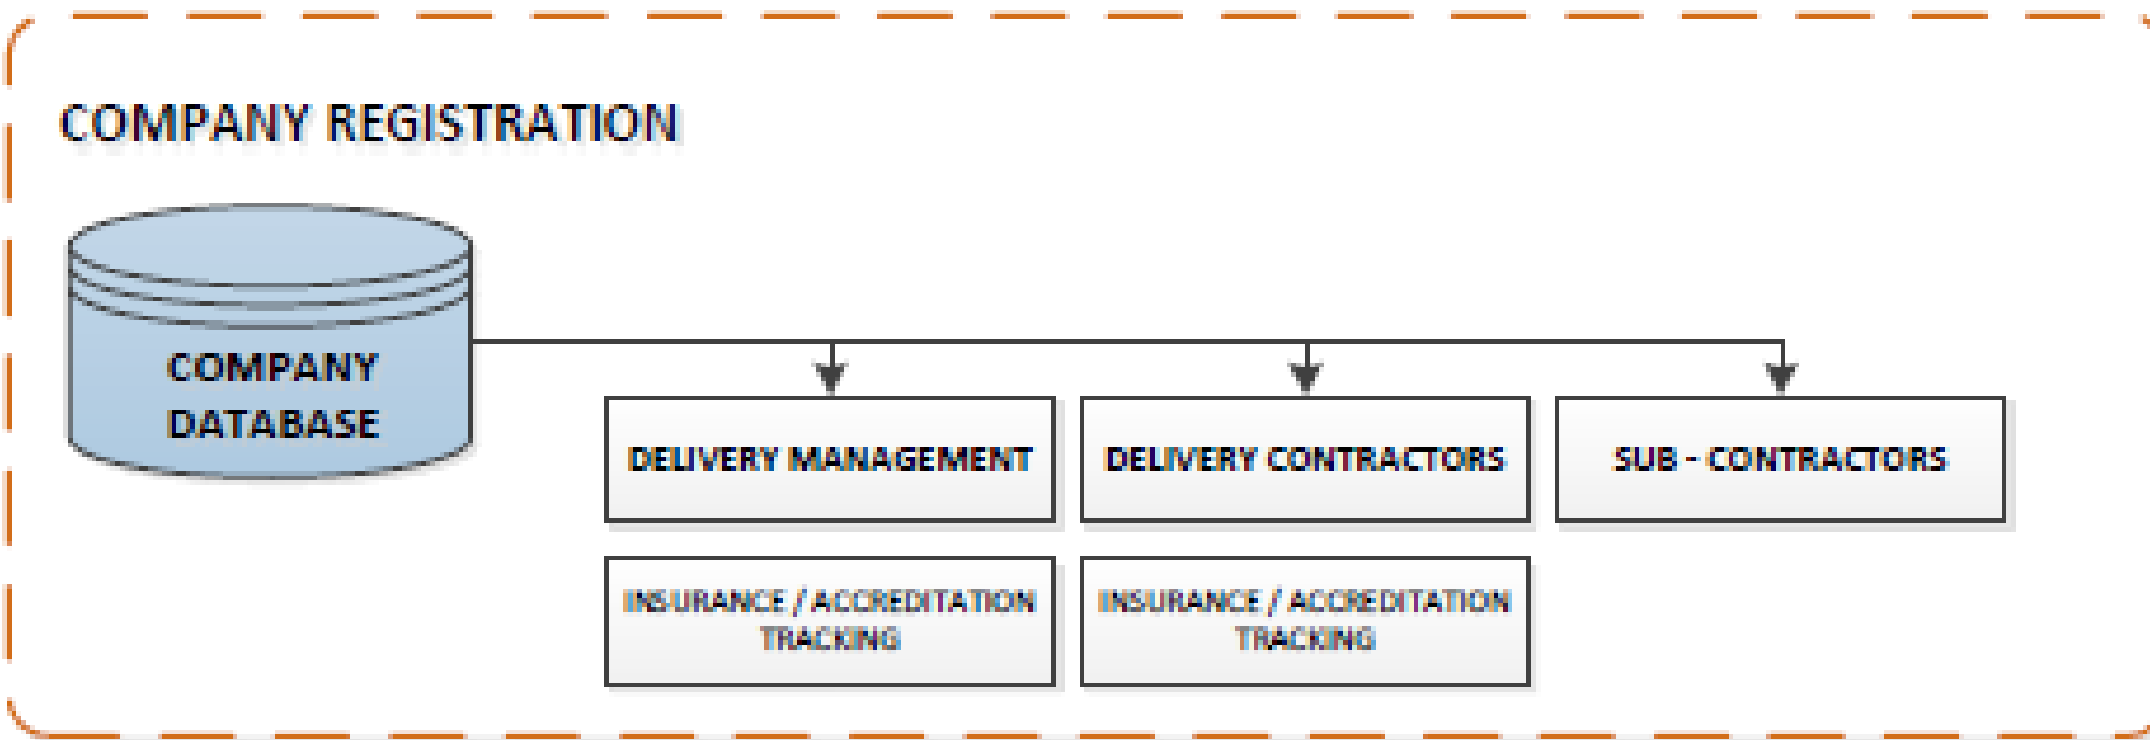 COMPANY REGISTRATION
COMPANY
DATABASE
DELIVERY MANAGEMENT
DELIVERY CONTRACTORS
SUB - CONTRACTORS
INSURANCE / ACCREDITATION
TRACKING
INSURANCE / ACCREDITATION
TRACKING